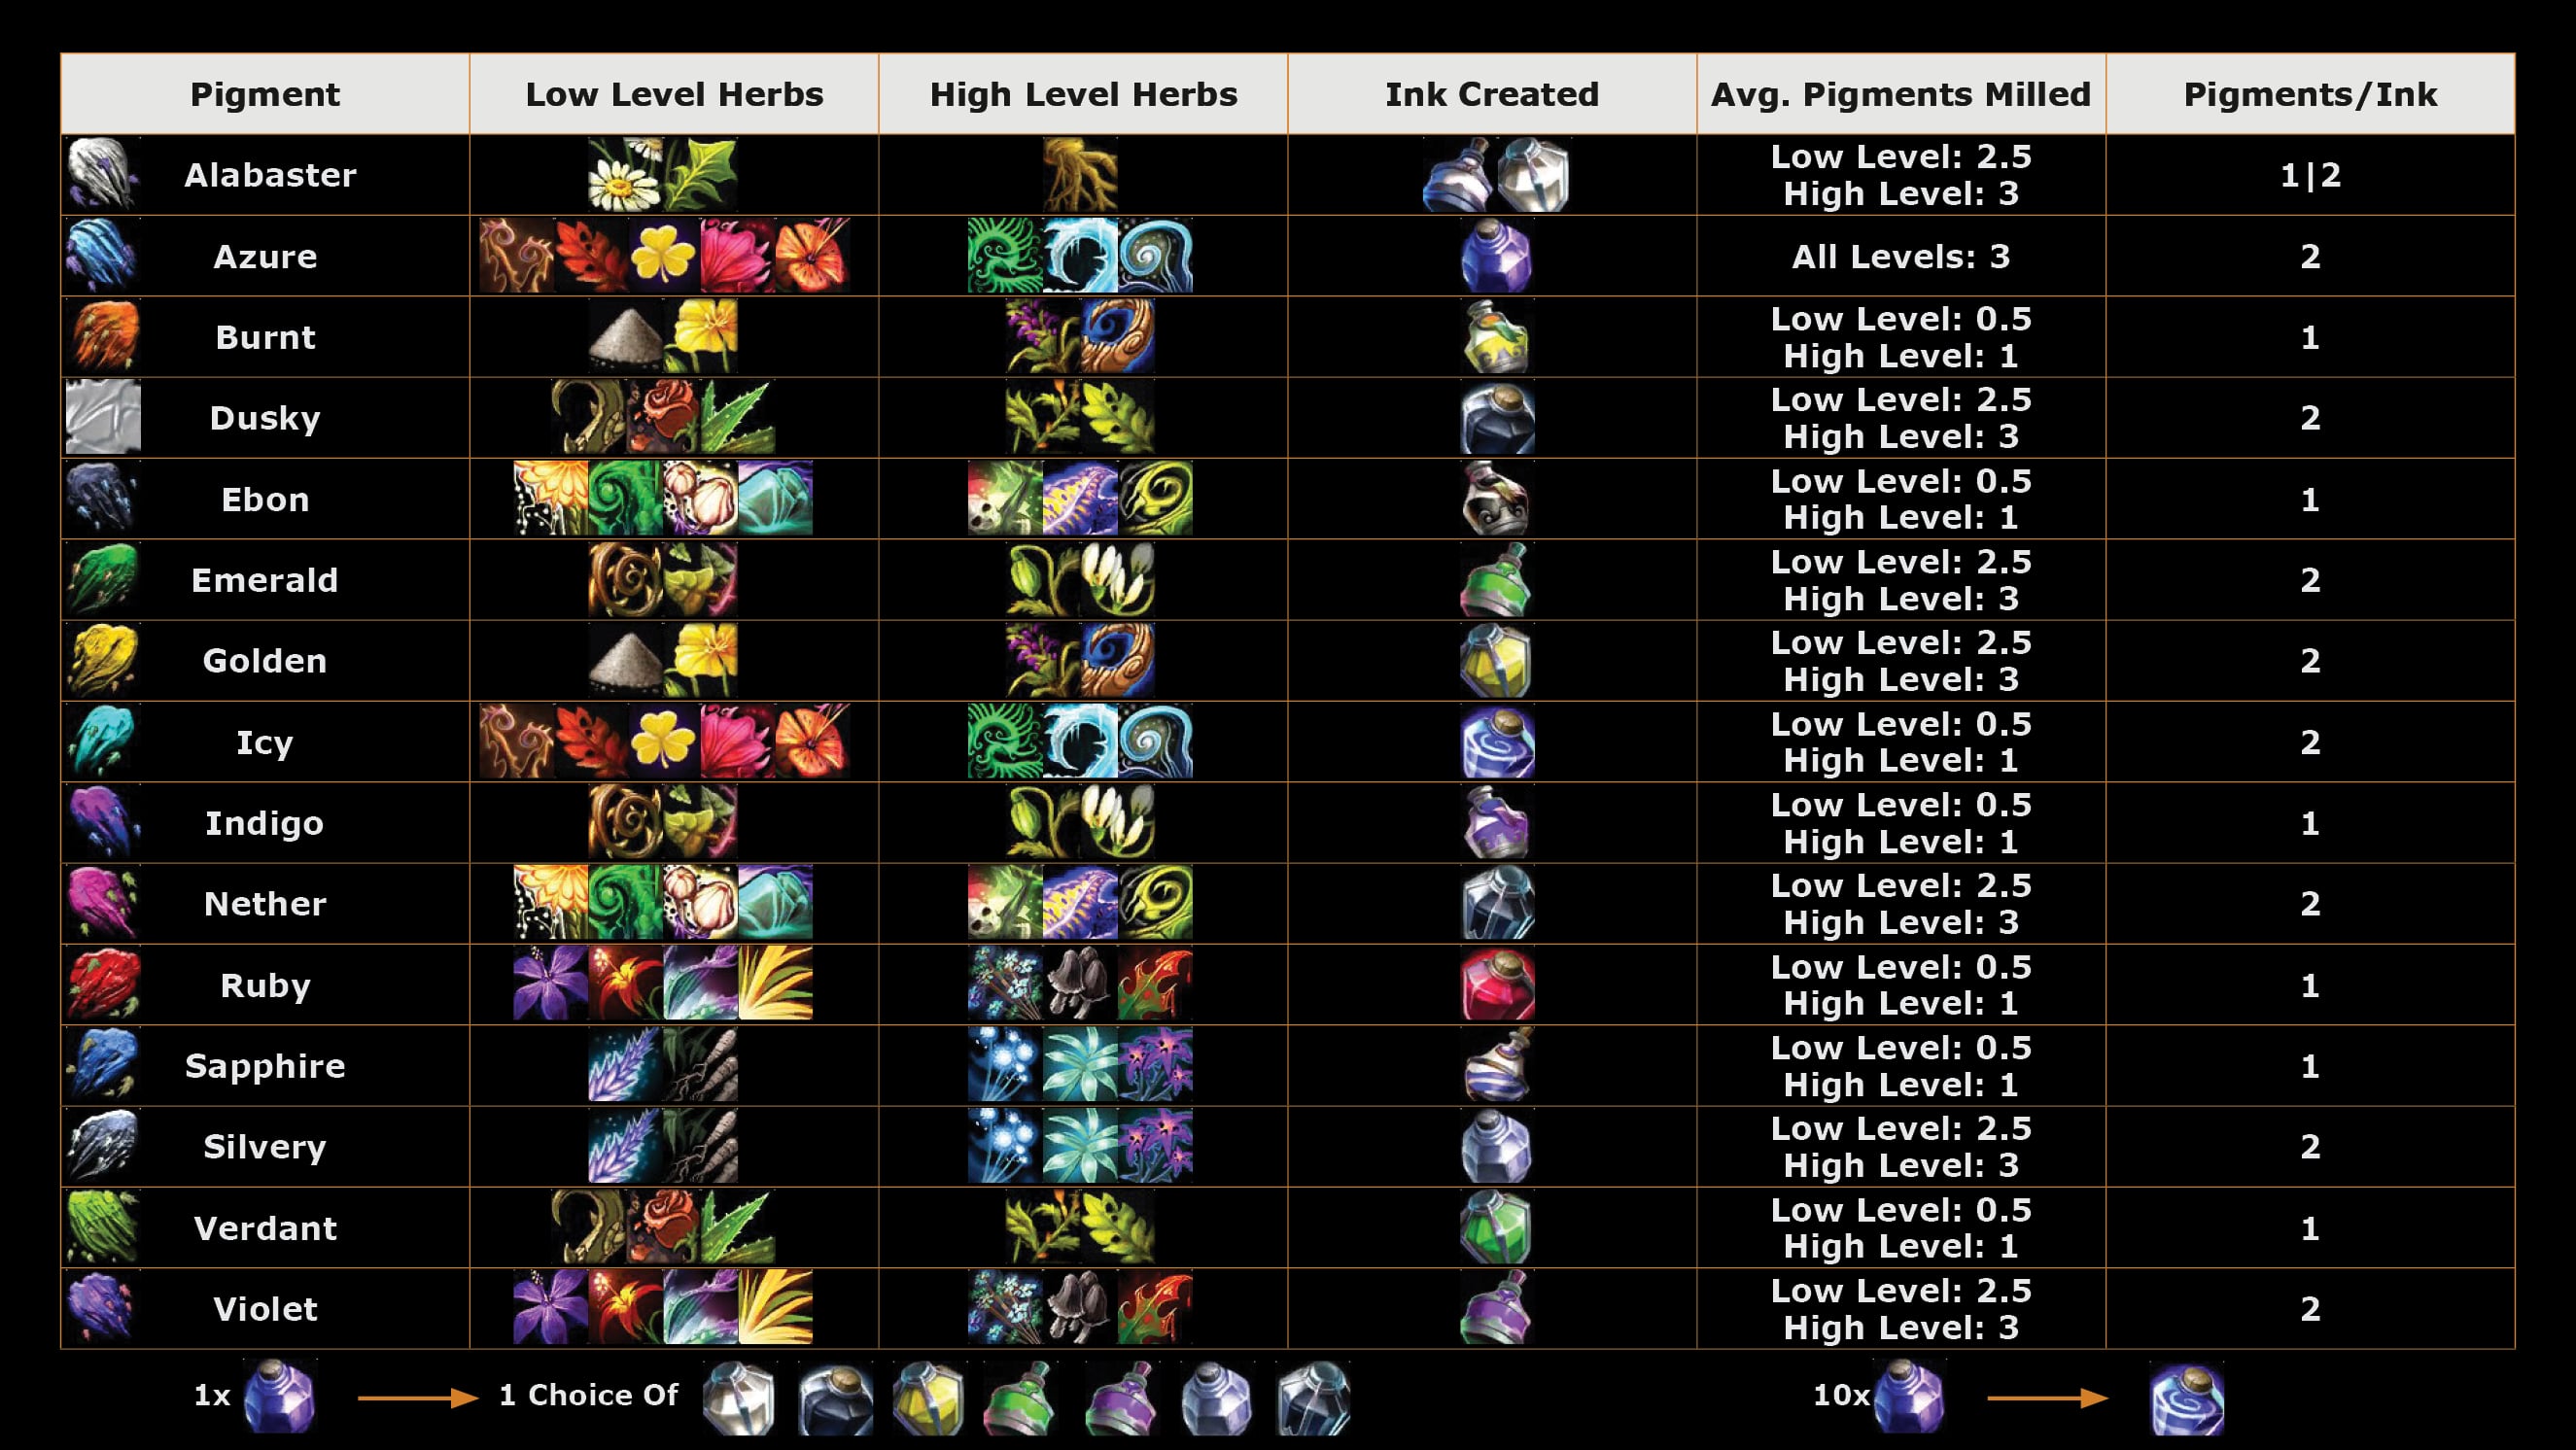 Pigment Low Level Herbs High Level Herbs Ink Created Avg. Pigments Milled Pigments/Ink
Alabaster Low Level: 2.5 1|2
High Level: 3
Azure All Levels: 3 2
Burnt Low Level: 0.5 1
High Level: 1
Dusky Low Level: 2.5 2
High Level: 3
Ebon Low Level: 0.5 1
High Level: 1
Emerald Low Level: 2.5 2
High Level: 3
Golden Low Level: 2.5 2
High Level: 3
Icy Low Level: 0.5 2
High Level: 1
Indigo Low Level: 0.5 1
High Level: 1
Nether Low Level: 2.5 2
High Level: 3
Ruby Low Level: 0.5 1
High Level: 1
Sapphire Low Level: 0.5 1
High Level: 1
Silvery Low Level: 2.5 2
High Level: 3
Verdant Low Level: 0.5 1
High Level: 1
Violet Low Level: 2.5 2
High Level: 3
1x 1 Choice Of 10x